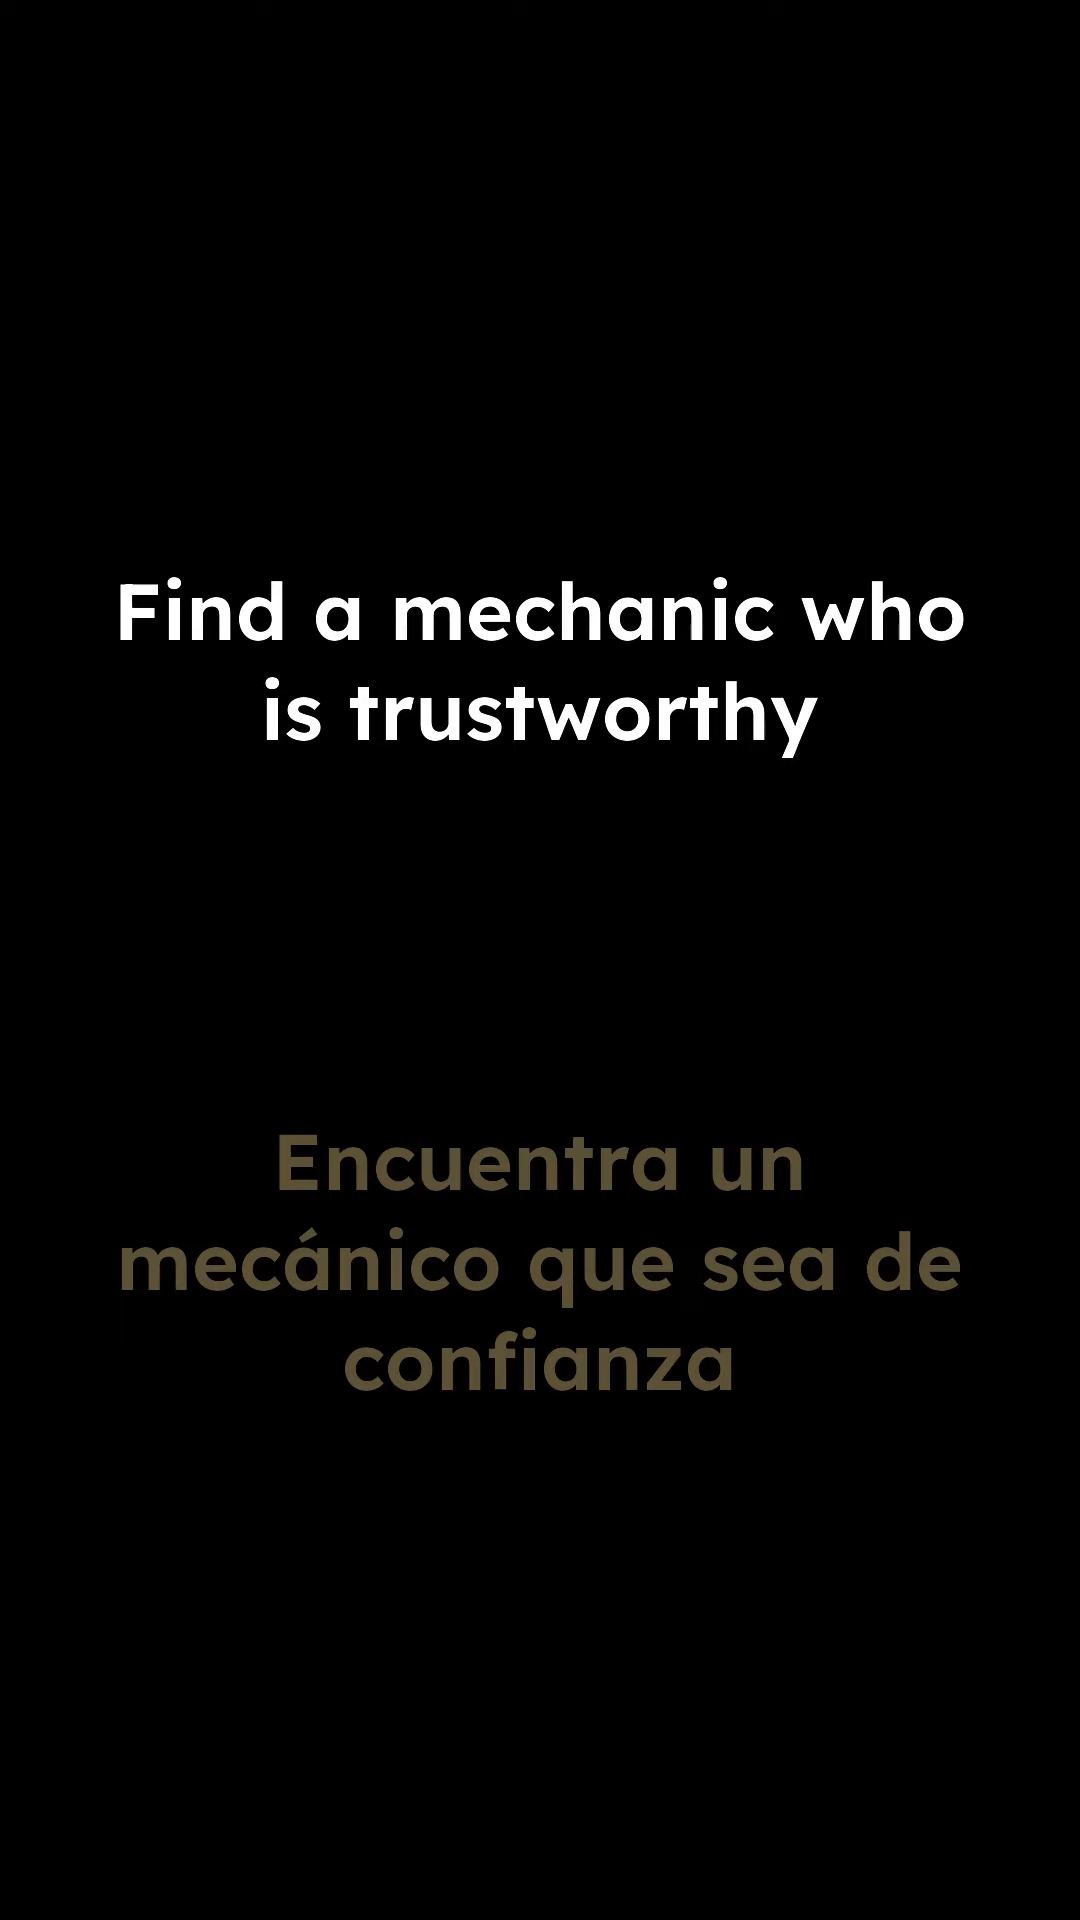 Find a mechanic who
is trustworthy
Encuentra un
mecánico que sea de
confianza